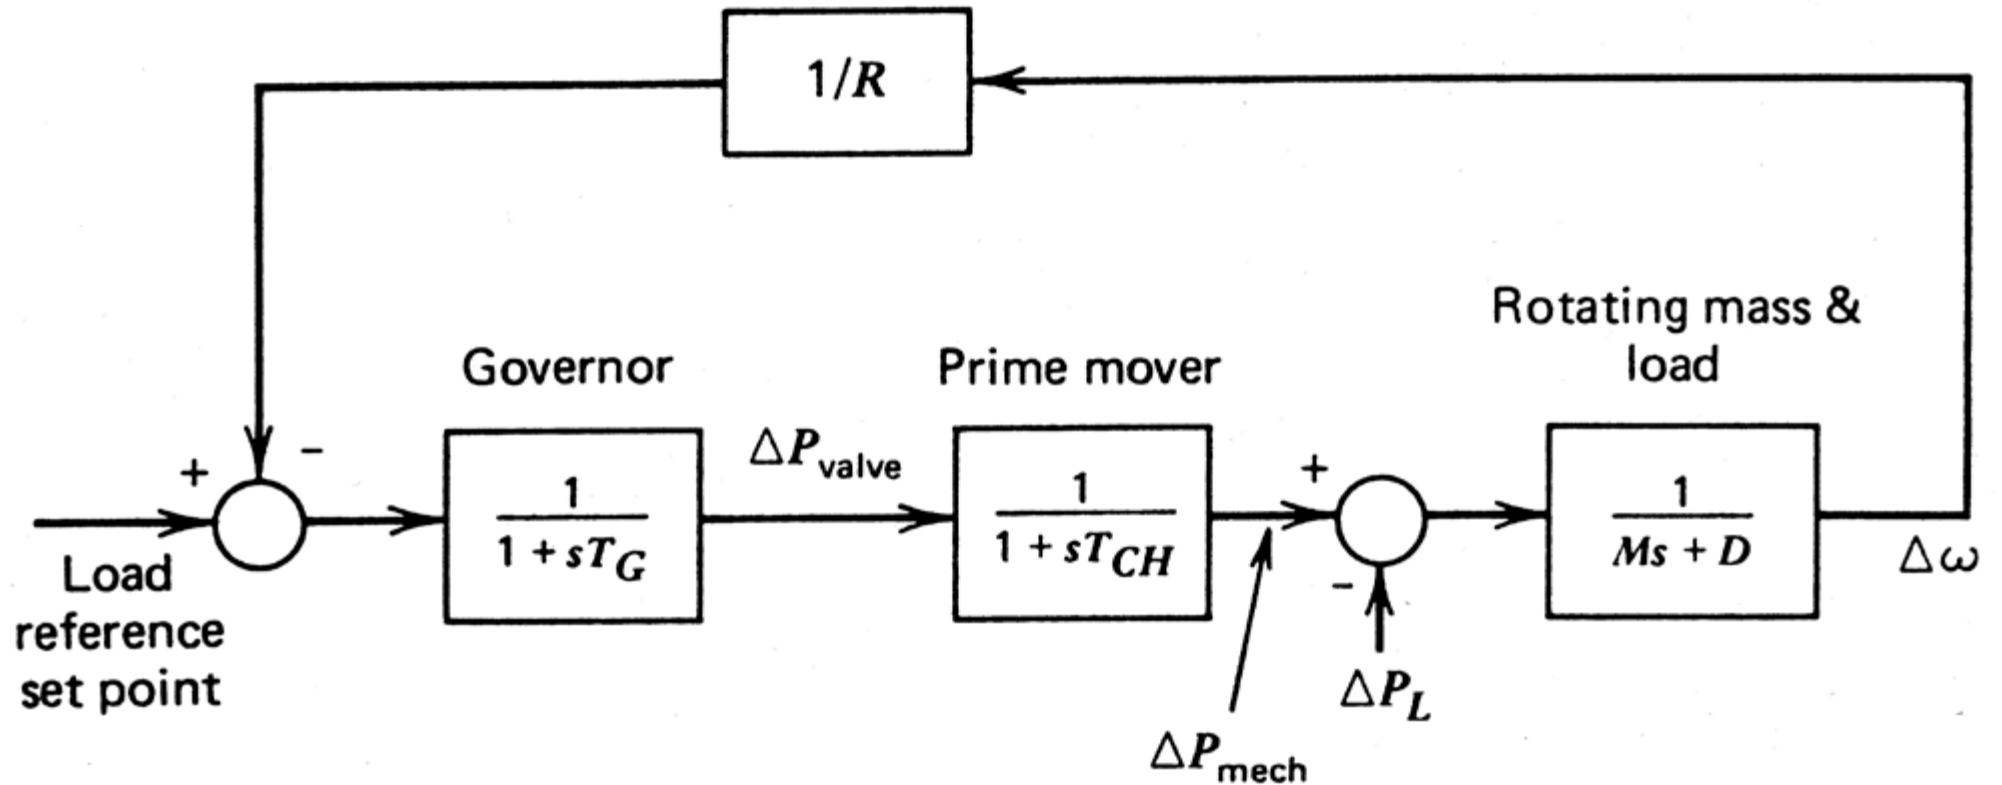 1/R
Rotating mass &
load
Governor
Prime mover
+
−
1
1 + sT_G
ΔP_valve
1
1 + sT_CH
+
−
1
Ms + D
Δω
Load
reference
set point
ΔP_L
ΔP_mech